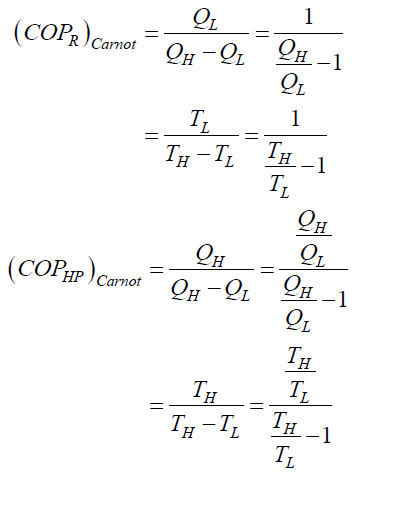 (COP_R)_Carnot = Q_L / (Q_H − Q_L) = 1 / (Q_H / Q_L − 1)
= T_L / (T_H − T_L) = 1 / (T_H / T_L − 1)
(COP_HP)_Carnot = Q_H / (Q_H − Q_L) = (Q_H / Q_L) / (Q_H / Q_L − 1)
= T_H / (T_H − T_L) = (T_H / T_L) / (T_H / T_L − 1)